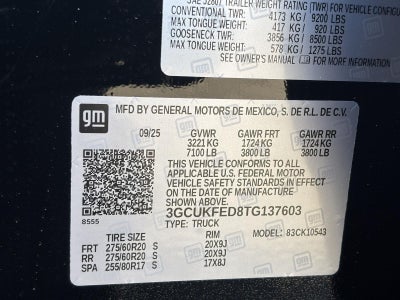 SAE J2807 TRAILER WEIGHT RATING (TWR) FOR VEHICLE CONFIGU
CONVENTIONAL TWR: 4173 KG / 9200 LBS
MAX TONGUE WEIGHT: 417 KG / 920 LBS
GOOSENECK TWR: 3856 KG / 8500 LBS
MAX TONGUE WEIGHT: 578 KG / 1275 LBS
SEE OWNER'S MANUAL FOR MORE INFORMATION
gm
MFD BY GENERAL MOTORS DE MEXICO, S. DE R.L. DE C.V.
09/25 GVWR GAWR FRT GAWR RR
3221 KG 1724 KG 1724 KG
7100 LB 3800 LB 3800 LB
THIS VEHICLE CONFORMS TO ALL APPLICABLE
U.S. FEDERAL MOTOR
VEHICLE SAFETY STANDARDS IN EFFECT ON
THE DATE OF MANUFACTURE SHOWN ABOVE.
3GCUKFED8TG137603
8555 TYPE: TRUCK MODEL: 83CK10543
TIRE SIZE RIM
FRT 275/60R20 S 20X9J
RR 275/60R20 S 20X9J
SPA 255/80R17 S 17X8J